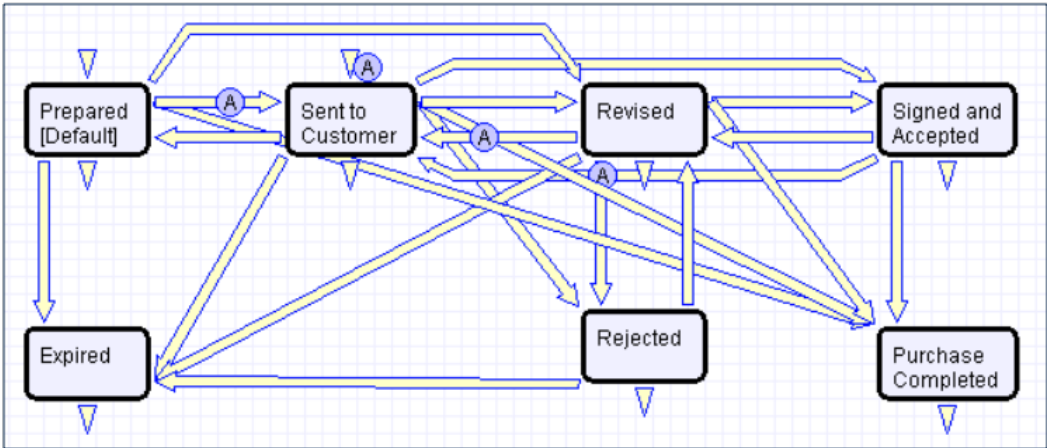 A
Prepared
[Default]
A
Sent to
Customer
Revised
Signed and
Accepted
A
A
Expired
Rejected
Purchase
Completed